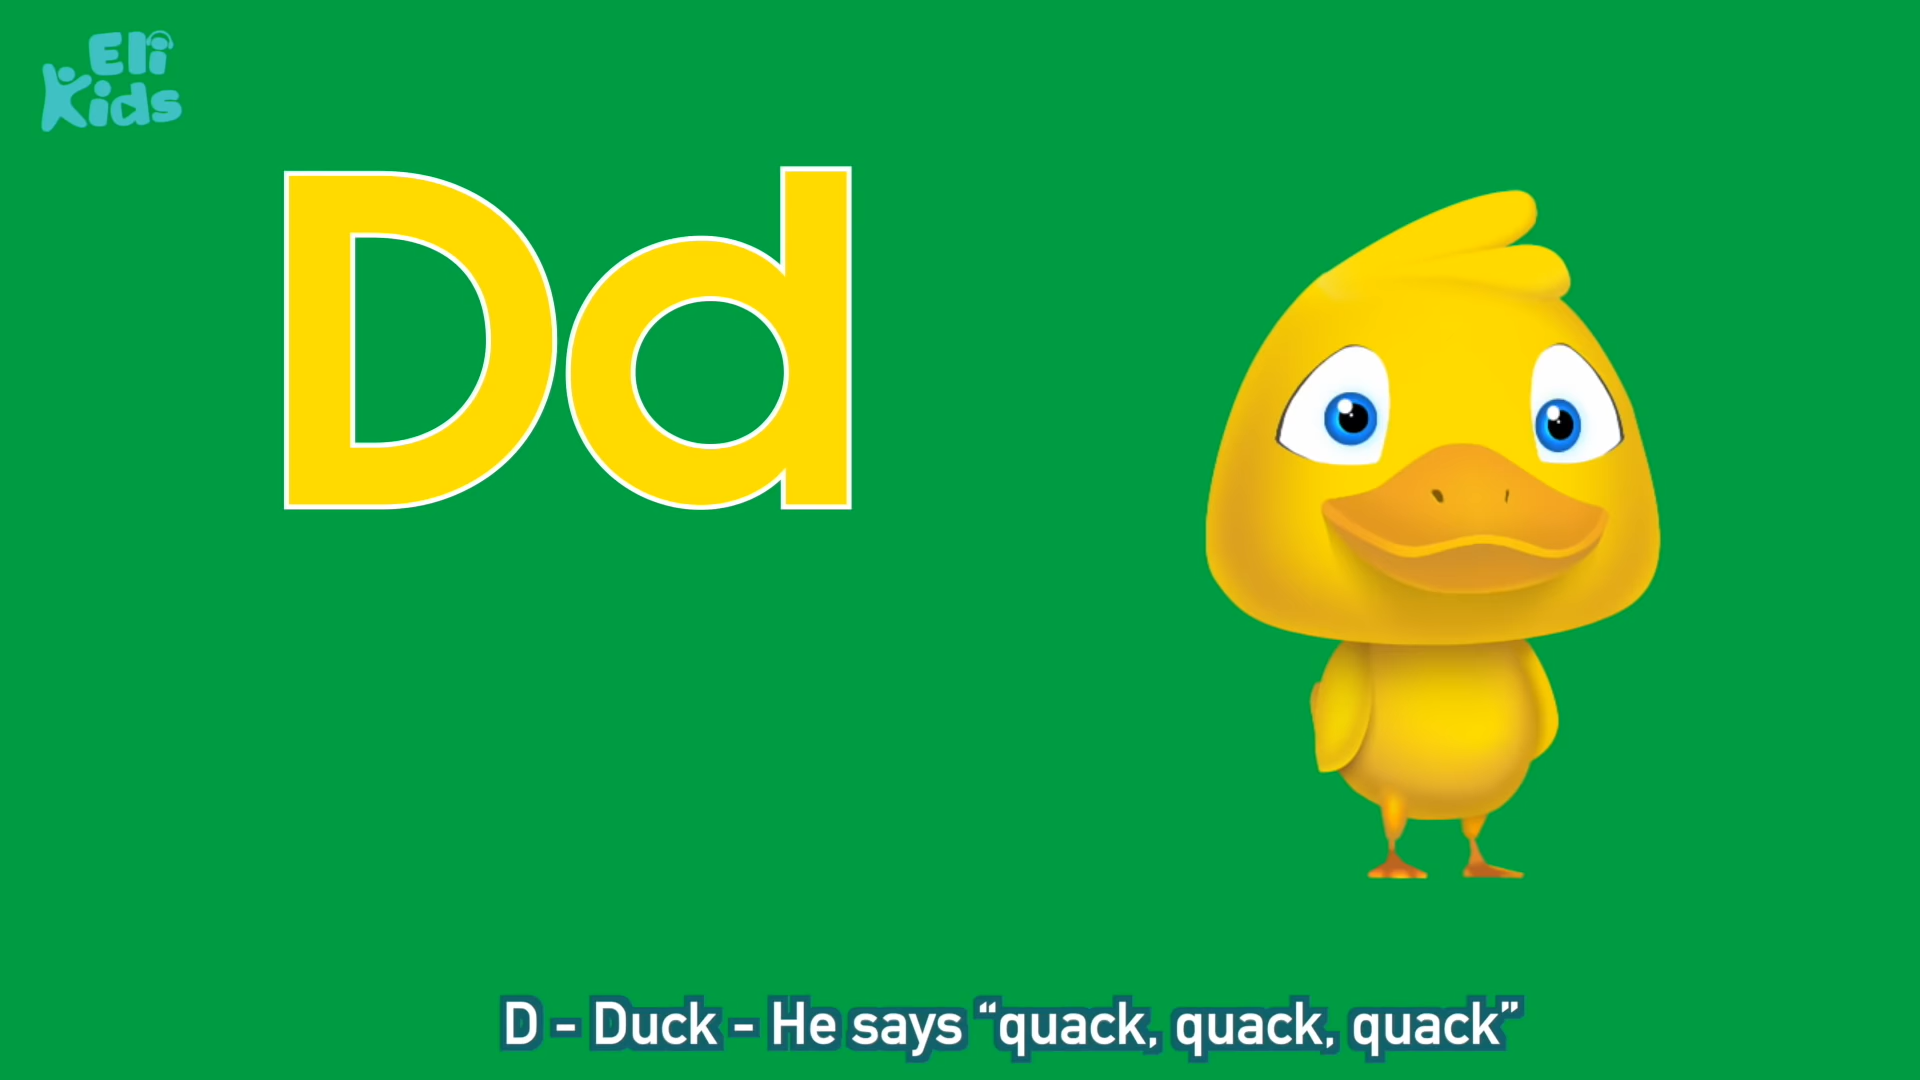 Eli
Kids
Dd
D – Duck – He says “quack, quack, quack”